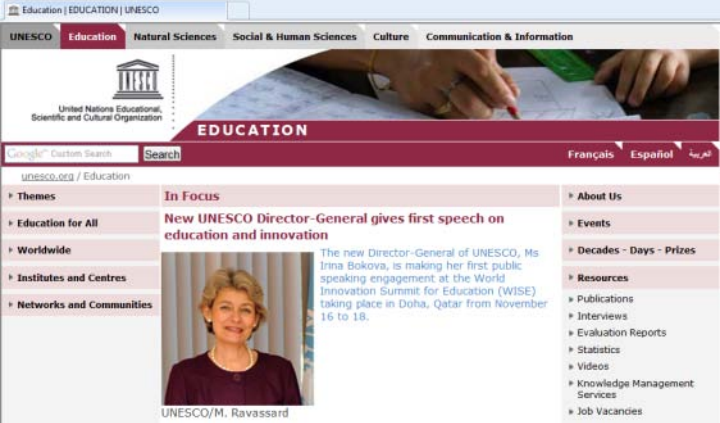 Education | EDUCATION | UNESCO
UNESCO Education Natural Sciences Social & Human Sciences Culture Communication & Information
UNESCO
United Nations Educational,
Scientific and Cultural Organization
EDUCATION
Google™ Custom Search Search Français Español العربية
unesco.org / Education
Themes
Education for All
Worldwide
Institutes and Centres
Networks and Communities
In Focus
New UNESCO Director-General gives first speech on
education and innovation
The new Director-General of UNESCO, Ms
Irina Bokova, is making her first public
speaking engagement at the World
Innovation Summit for Education (WISE)
taking place in Doha, Qatar from November
16 to 18.
UNESCO/M. Ravassard
About Us
Events
Decades - Days - Prizes
Resources
Publications
Interviews
Evaluation Reports
Statistics
Videos
Knowledge Management
Services
Job Vacancies